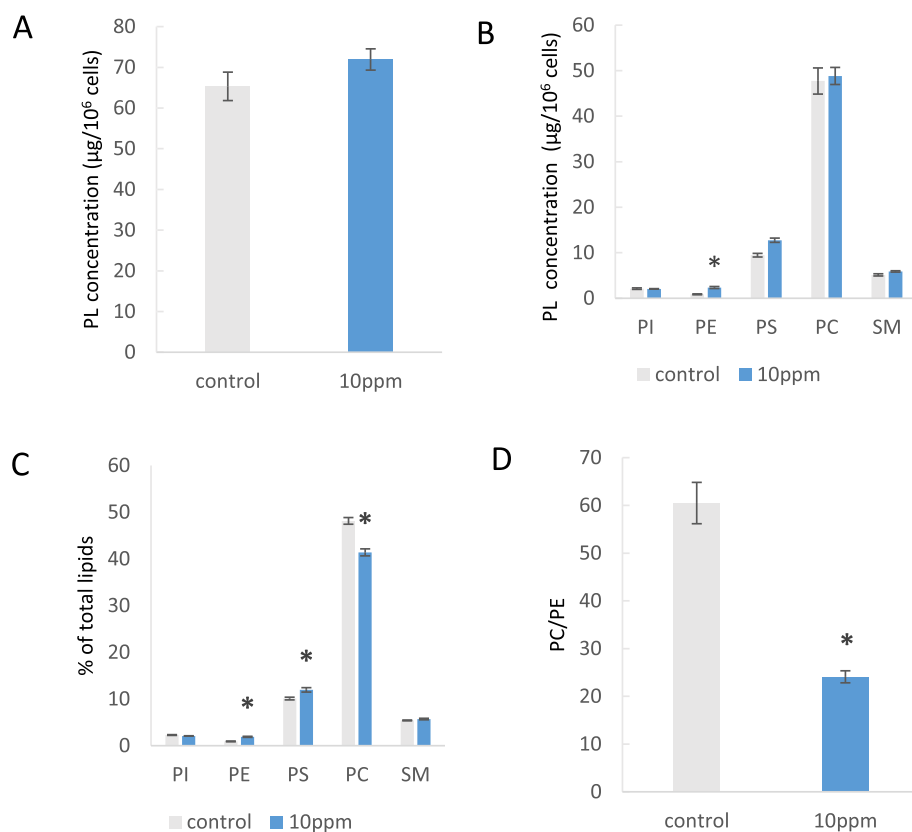 A
PL concentration (µg/10⁶ cells)
80
70
60
50
40
30
20
10
0
control 10ppm
B
PL concentration (µg/10⁶ cells)
60
50
40
30
20
10
0
*
PI PE PS PC SM
control 10ppm
C
% of total lipids
60
50
40
30
20
10
0
* * *
PI PE PS PC SM
control 10ppm
D
PC/PE
70
60
50
40
30
20
10
0
*
control 10ppm